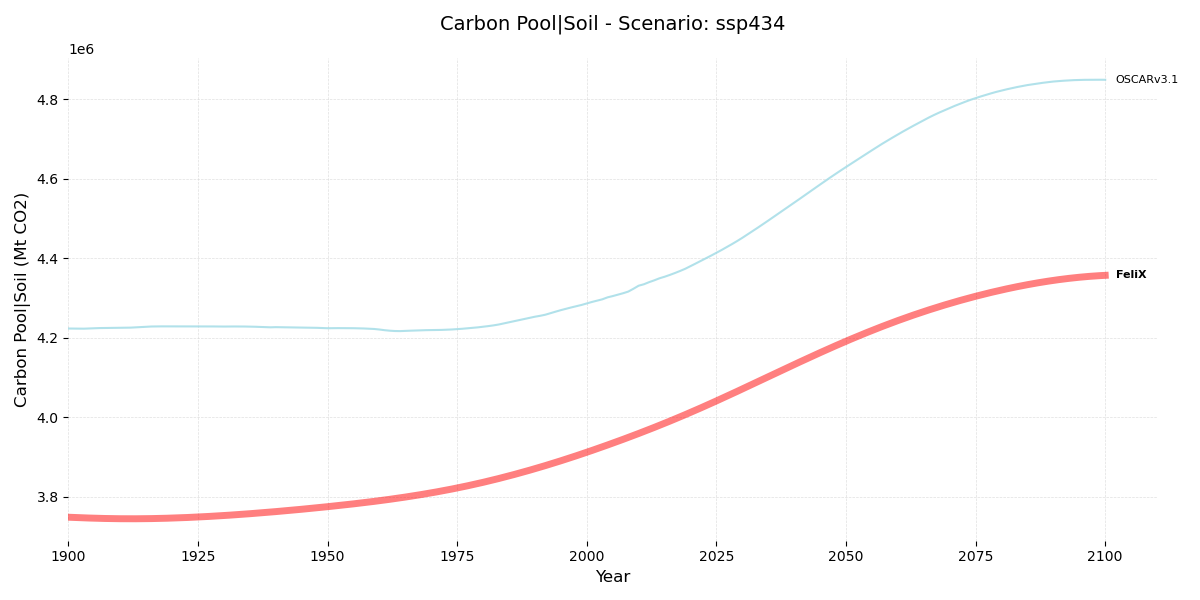 Carbon Pool|Soil - Scenario: ssp434
1e6
OSCARv3.1
4.8
4.6
4.4
FeliX
4.2
4.0
3.8
Carbon Pool|Soil (Mt CO2)
1900 1925 1950 1975 2000 2025 2050 2075 2100
Year